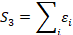 S₃ = ∑ᵢ εᵢ